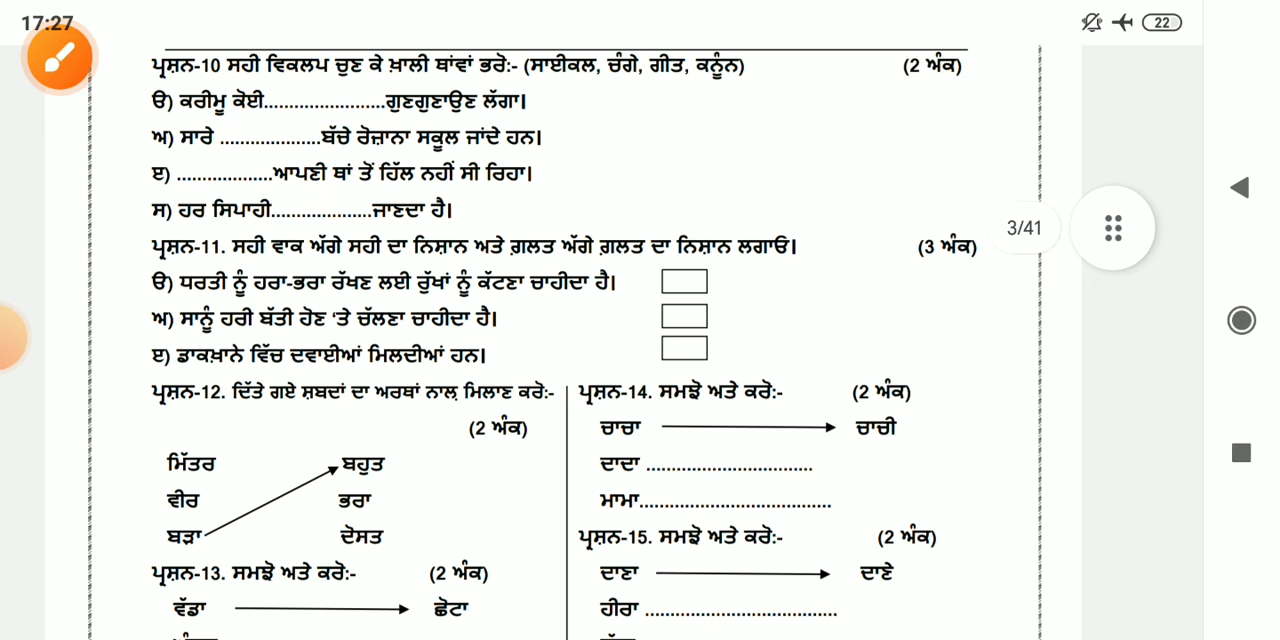 17:27
22
ਪ੍ਰਸ਼ਨ-10 ਸਹੀ ਵਿਕਲਪ ਚੁਣ ਕੇ ਖ਼ਾਲੀ ਥਾਂਵਾਂ ਭਰੋ:- (ਸਾਈਕਲ, ਚੰਗੇ, ਗੀਤ, ਕਨੂੰਨ) (2 ਅੰਕ)
ੳ) ਕਰੀਮੂ ਕੋਈ........................ਗੁਣਗੁਣਾਉਣ ਲੱਗਾ।
ਅ) ਸਾਰੇ ....................ਬੱਚੇ ਰੋਜ਼ਾਨਾ ਸਕੂਲ ਜਾਂਦੇ ਹਨ।
ੲ) ...................ਆਪਣੀ ਥਾਂ ਤੋਂ ਹਿੱਲ ਨਹੀਂ ਸੀ ਰਿਹਾ।
ਸ) ਹਰ ਸਿਪਾਹੀ....................ਜਾਣਦਾ ਹੈ।
ਪ੍ਰਸ਼ਨ-11. ਸਹੀ ਵਾਕ ਅੱਗੇ ਸਹੀ ਦਾ ਨਿਸ਼ਾਨ ਅਤੇ ਗ਼ਲਤ ਅੱਗੇ ਗ਼ਲਤ ਦਾ ਨਿਸ਼ਾਨ ਲਗਾਓ। (3 ਅੰਕ)
3/41
ੳ) ਧਰਤੀ ਨੂੰ ਹਰਾ-ਭਰਾ ਰੱਖਣ ਲਈ ਰੁੱਖਾਂ ਨੂੰ ਕੱਟਣਾ ਚਾਹੀਦਾ ਹੈ।
ਅ) ਸਾਨੂੰ ਹਰੀ ਬੱਤੀ ਹੋਣ ‘ਤੇ ਚੱਲਣਾ ਚਾਹੀਦਾ ਹੈ।
ੲ) ਡਾਕਖ਼ਾਨੇ ਵਿੱਚ ਦਵਾਈਆਂ ਮਿਲਦੀਆਂ ਹਨ।
ਪ੍ਰਸ਼ਨ-12. ਦਿੱਤੇ ਗਏ ਸ਼ਬਦਾਂ ਦਾ ਅਰਥਾਂ ਨਾਲ਼ ਮਿਲਾਣ ਕਰੋ:-
(2 ਅੰਕ)
ਮਿੱਤਰ ਬਹੁਤ
ਵੀਰ ਭਰਾ
ਬੜਾ ਦੋਸਤ
ਪ੍ਰਸ਼ਨ-13. ਸਮਝੋ ਅਤੇ ਕਰੋ:- (2 ਅੰਕ)
ਵੱਡਾ ਛੋਟਾ
ਪ੍ਰਸ਼ਨ-14. ਸਮਝੋ ਅਤੇ ਕਰੋ:- (2 ਅੰਕ)
ਚਾਚਾ ਚਾਚੀ
ਦਾਦਾ .................................
ਮਾਮਾ......................................
ਪ੍ਰਸ਼ਨ-15. ਸਮਝੋ ਅਤੇ ਕਰੋ:- (2 ਅੰਕ)
ਦਾਣਾ ਦਾਣੇ
ਹੀਰਾ ......................................